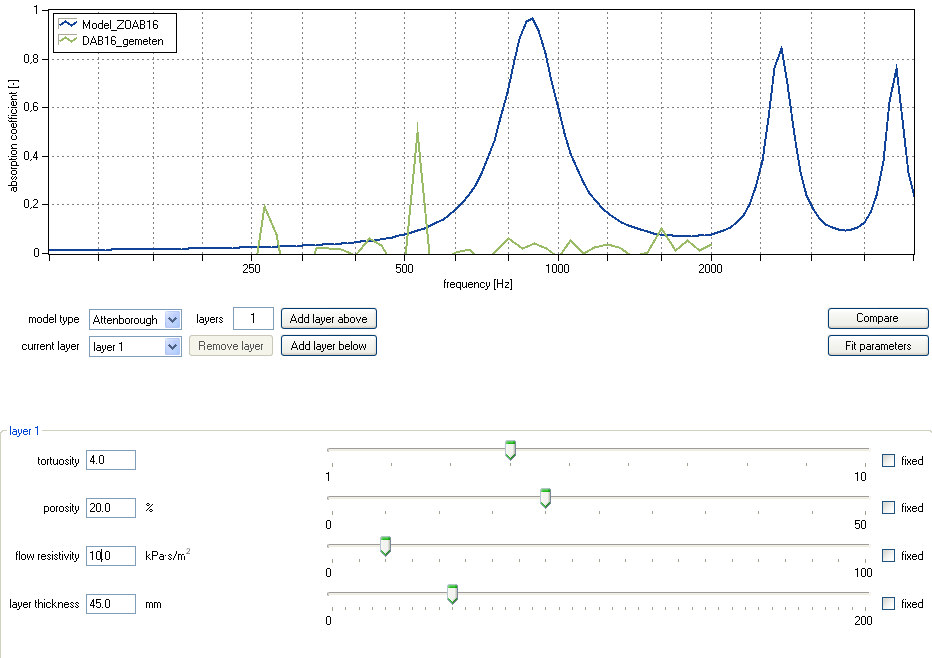 1
Model_ZOAB16
DAB16_gemeten
0,8
0,6
0,4
0,2
0
absorption coefficient [-]
250 500 1000 2000
frequency [Hz]
model type Attenborough layers 1 Add layer above Compare
current layer layer 1 Remove layer Add layer below Fit parameters
layer 1
tortuosity 4.0 fixed
1 10
porosity 20.0 % fixed
0 50
flow resistivity 10.0 kPa·s/m² fixed
0 100
layer thickness 45.0 mm fixed
0 200